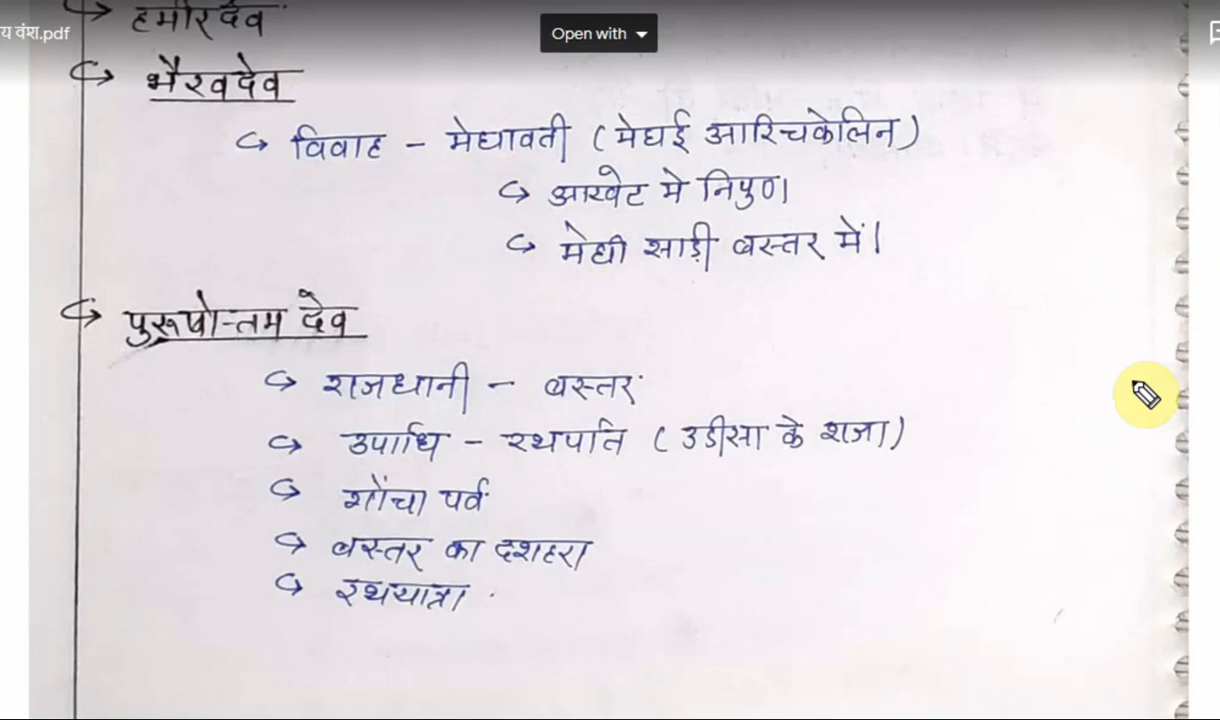 य वंश.pdf
Open with
हमीरदेव
भैरवदेव
विवाह - मेघावती (मेघई आरिचकेलिन)
आखेट मे निपुण।
मेघी साड़ी बस्तर में।
पुरूषोत्तम देव
राजधानी - बस्तर
उपाधि - रथपति (उडीसा के राजा)
गोंचा पर्व
बस्तर का दशहरा
रथयात्रा